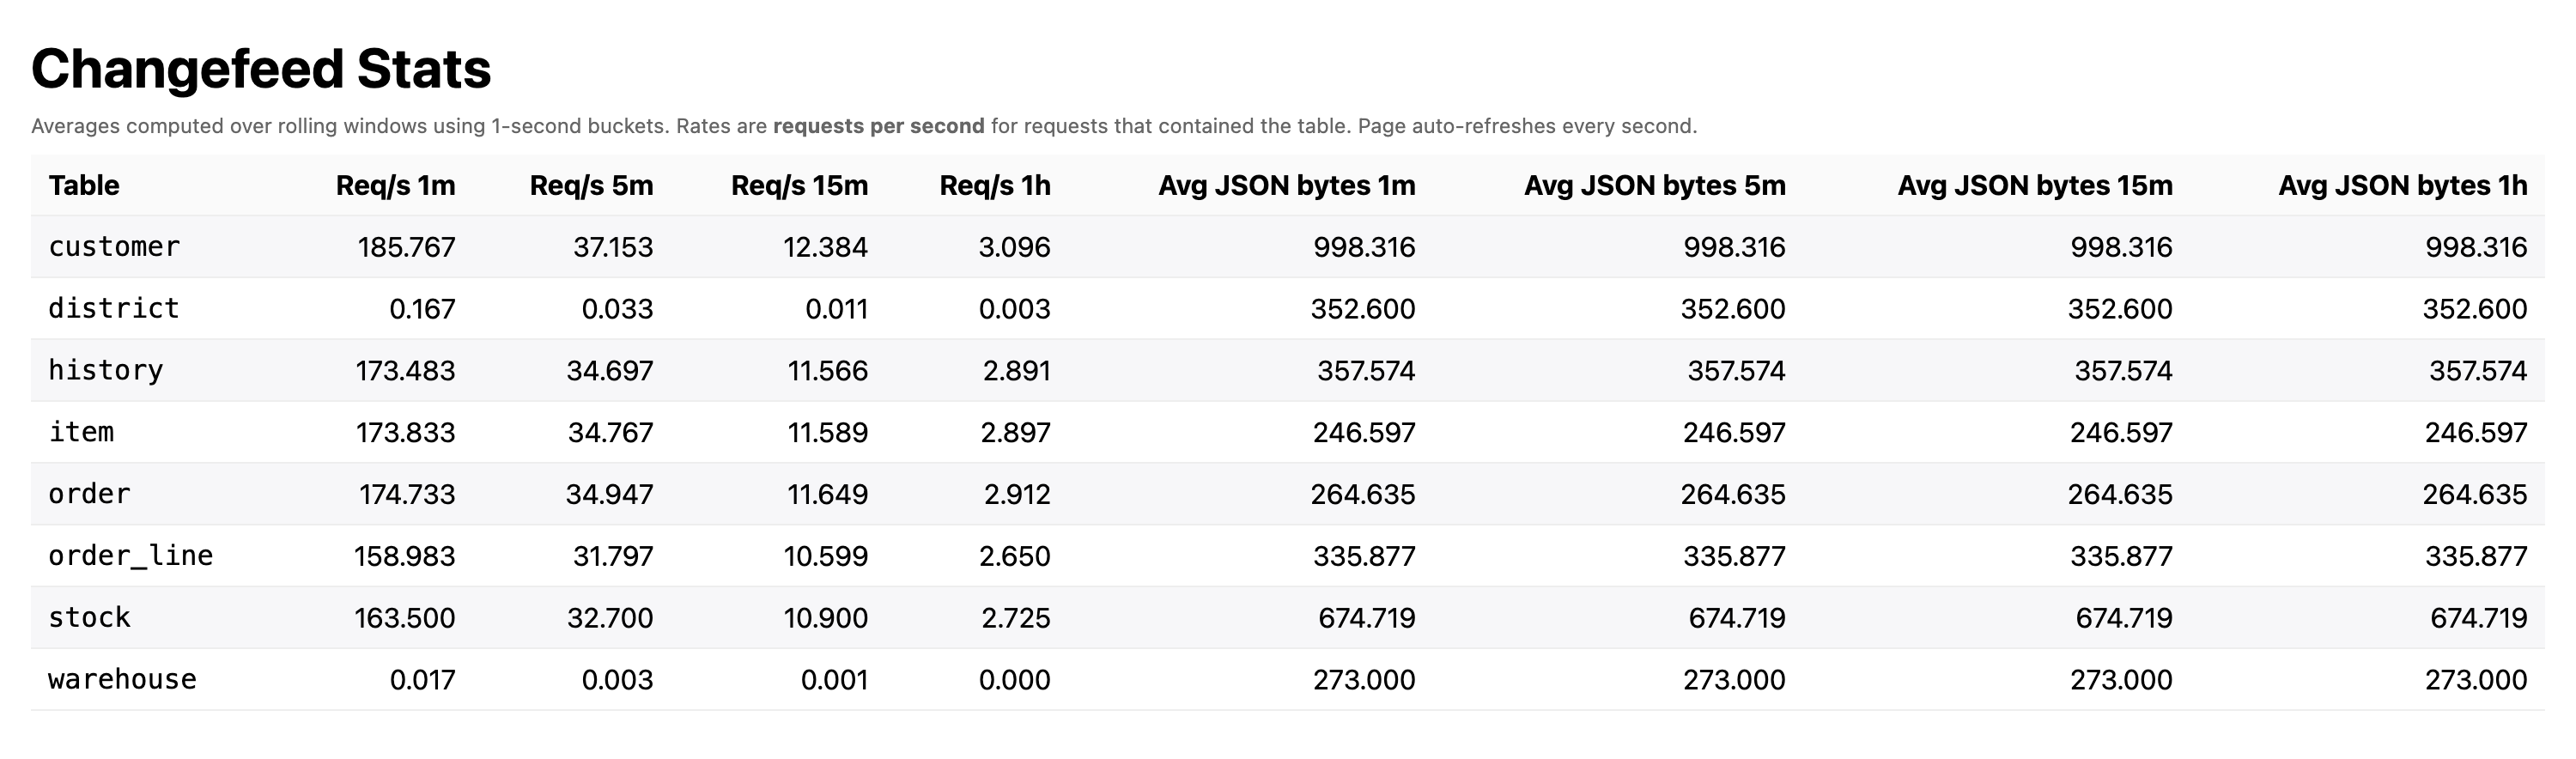 Changefeed Stats
Averages computed over rolling windows using 1-second buckets. Rates are requests per second for requests that contained the table. Page auto-refreshes every second.
Table Req/s 1m Req/s 5m Req/s 15m Req/s 1h Avg JSON bytes 1m Avg JSON bytes 5m Avg JSON bytes 15m Avg JSON bytes 1h
customer 185.767 37.153 12.384 3.096 998.316 998.316 998.316 998.316
district 0.167 0.033 0.011 0.003 352.600 352.600 352.600 352.600
history 173.483 34.697 11.566 2.891 357.574 357.574 357.574 357.574
item 173.833 34.767 11.589 2.897 246.597 246.597 246.597 246.597
order 174.733 34.947 11.649 2.912 264.635 264.635 264.635 264.635
order_line 158.983 31.797 10.599 2.650 335.877 335.877 335.877 335.877
stock 163.500 32.700 10.900 2.725 674.719 674.719 674.719 674.719
warehouse 0.017 0.003 0.001 0.000 273.000 273.000 273.000 273.000